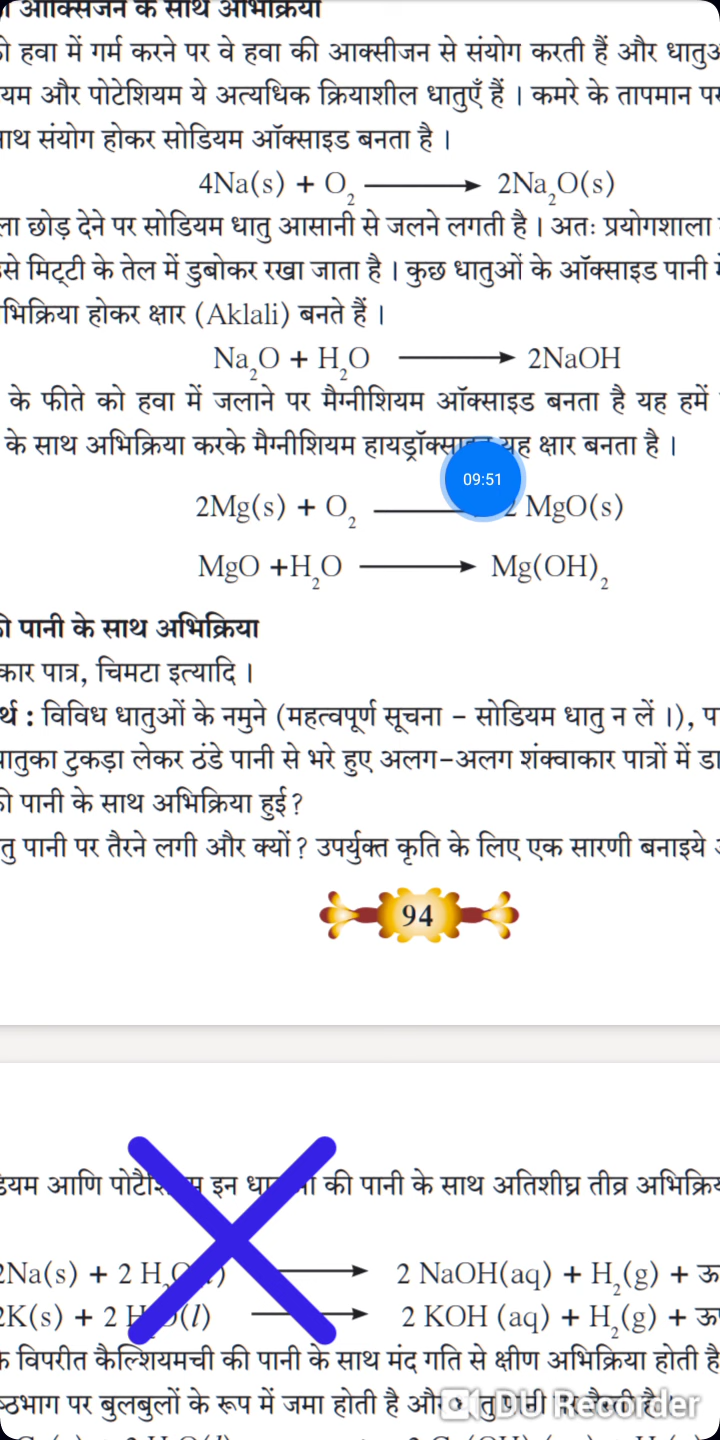 आक्सिजन के साथ अभिक्रिया
हवा में गर्म करने पर वे हवा की आक्सीजन से संयोग करती हैं और
यम और पोटेशियम ये अत्यधिक क्रियाशील धातुएँ हैं । कमरे के तापमान
संयोग होकर सोडियम ऑक्साइड बनता है ।
4Na(s) + O₂ ⟶ 2Na₂O(s)
छोड़ देने पर सोडियम धातु आसानी से जलने लगती है । अतः प्रयोगशाला
से मिट्टी के तेल में डुबोकर रखा जाता है । कुछ धातुओं के ऑक्साइड पानी
भिक्रिया होकर क्षार (Aklali) बनते हैं ।
Na₂O + H₂O ⟶ 2NaOH
के फीते को हवा में जलाने पर मैग्नीशियम ऑक्साइड बनता है यह हमें
के साथ अभिक्रिया करके मैग्नीशियम यह क्षार बनता है ।
09:51
2Mg(s) + O₂ ⟶ 2 MgO(s)
MgO +H₂O ⟶ Mg(OH)₂
पानी के साथ अभिक्रिया
कार पात्र, चिमटा इत्यादि ।
र्थ : विविध धातुओं के नमुने (महत्वपूर्ण सूचना – सोडियम धातु न लें ।),
टुकड़ा लेकर ठंडे पानी से भरे हुए अलग-अलग शंक्वाकार पात्रों में
पानी के साथ अभिक्रिया हुई ?
तु पानी पर तैरने लगी और क्यों ? उपर्युक्त कृति के लिए एक सारणी बनाइये
94
यम आणि इन की पानी के साथ अतिशीघ्र तीव्र
2Na(s) + 2 ⟶ 2 NaOH(aq) + H₂(g) +
2K(s) + 2 (l) ⟶ 2 KOH (aq) + H₂(g) +
विपरीत कैल्शियमची की पानी के साथ मंद गति से क्षीण अभिक्रिया होती है
ष्ठभाग पर बुलबुलों के रूप में जमा होती है पानी पर तैरती है
DU Recorder